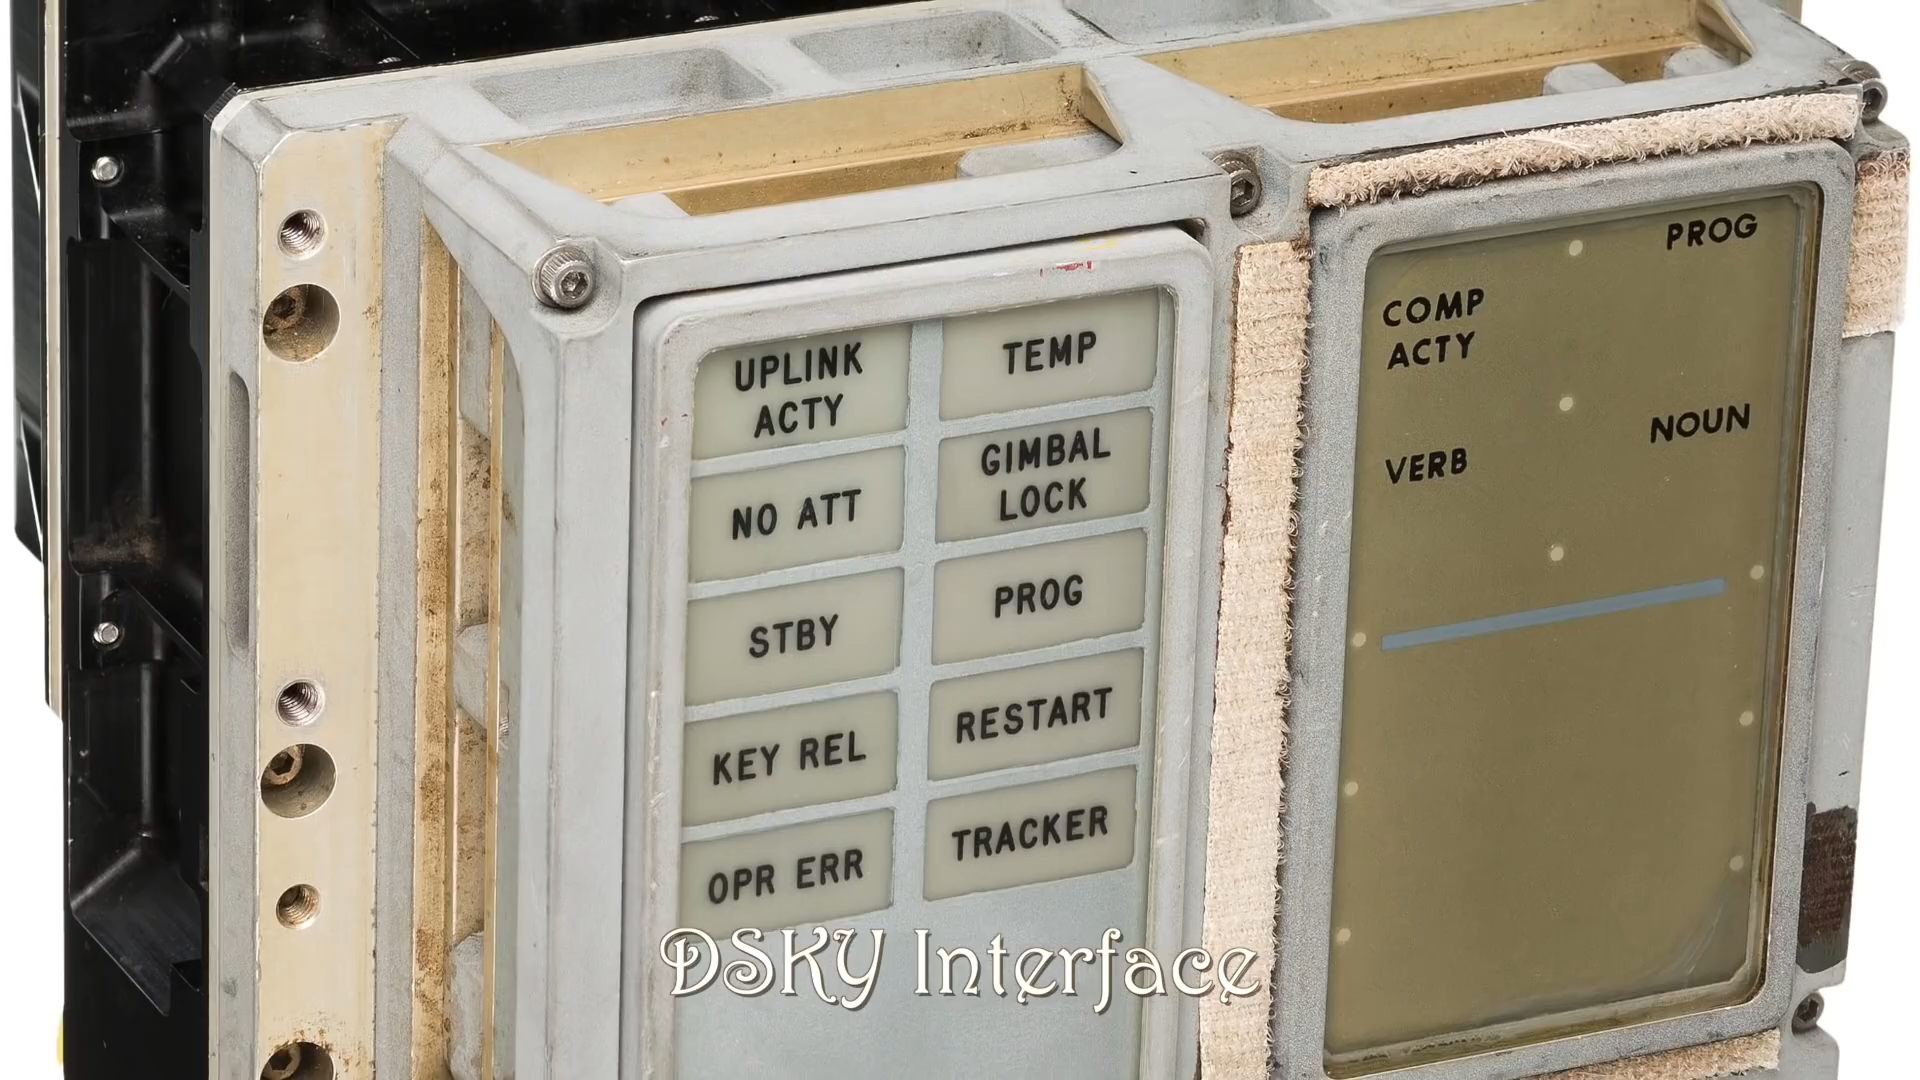 UPLINK
ACTY
TEMP
NO ATT
GIMBAL
LOCK
STBY
PROG
KEY REL
RESTART
OPR ERR
TRACKER
PROG
COMP
ACTY
NOUN
VERB
DSKY Interface